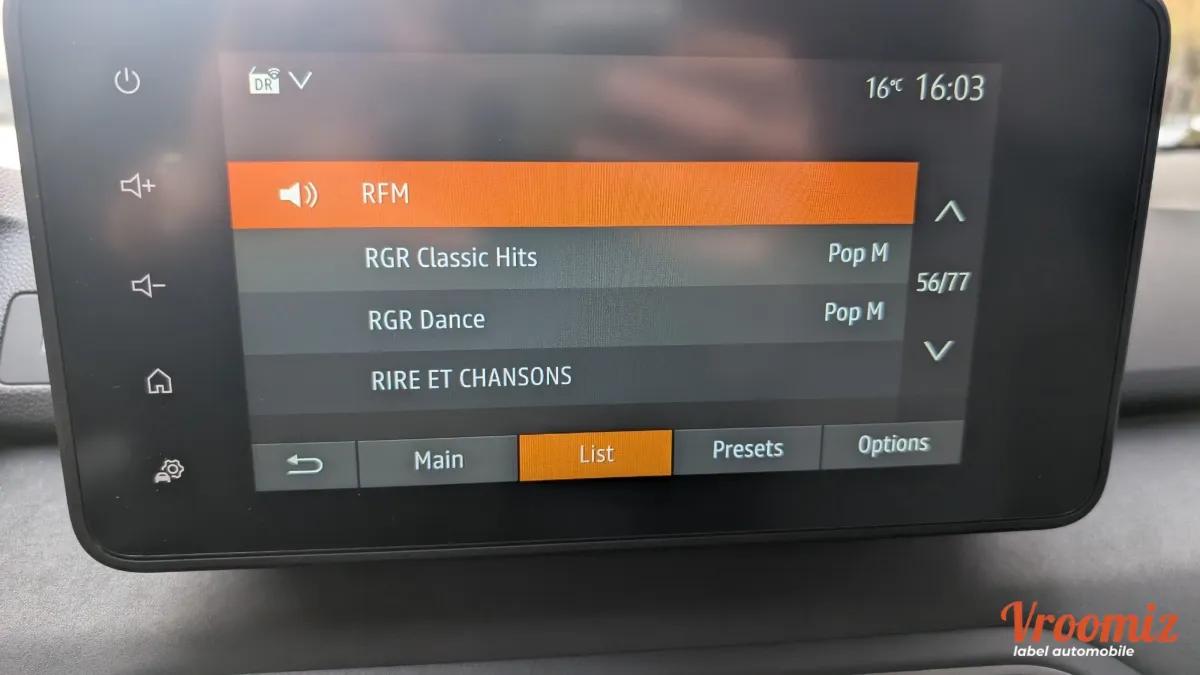 DR
16°C 16:03
RFM
RGR Classic Hits Pop M
56/77
RGR Dance Pop M
RIRE ET CHANSONS
Main List Presets Options
Vroomiz
label automobile